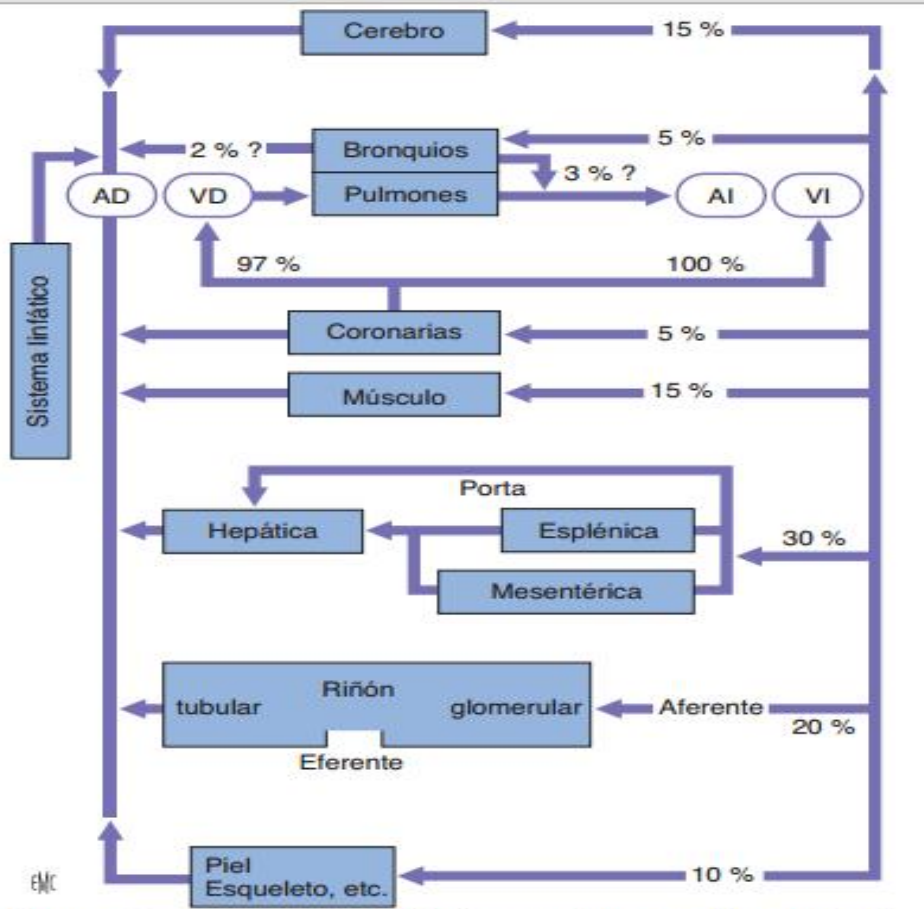 Cerebro
15 %
5 %
2 % ?
Bronquios
3 % ?
Pulmones
AD
VD
AI
VI
97 %
100 %
Sistema linfático
Coronarias
5 %
Músculo
15 %
Porta
Hepática
Esplénica
30 %
Mesentérica
Riñón
tubular
glomerular
Aferente
20 %
Eferente
Piel
Esqueleto, etc.
10 %
EMC